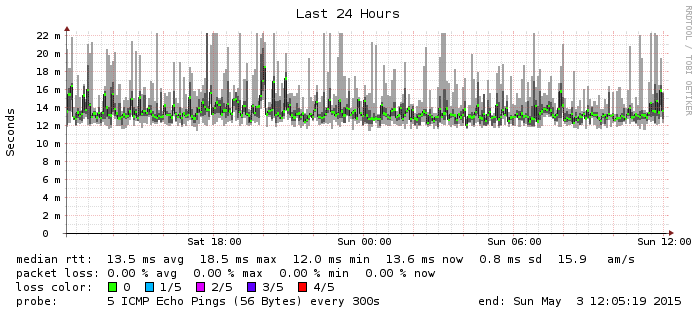 Last 24 Hours
RRDTOOL / TOBI OETIKER
Seconds
22 m
20 m
18 m
16 m
14 m
12 m
10 m
8 m
6 m
4 m
2 m
0
Sat 18:00 Sun 00:00 Sun 06:00 Sun 12:00
median rtt: 13.5 ms avg 18.5 ms max 12.0 ms min 13.6 ms now 0.8 ms sd 15.9 am/s
packet loss: 0.00 % avg 0.00 % max 0.00 % min 0.00 % now
loss color: 0 1/5 2/5 3/5 4/5
probe: 5 ICMP Echo Pings (56 Bytes) every 300s end: Sun May 3 12:05:19 2015